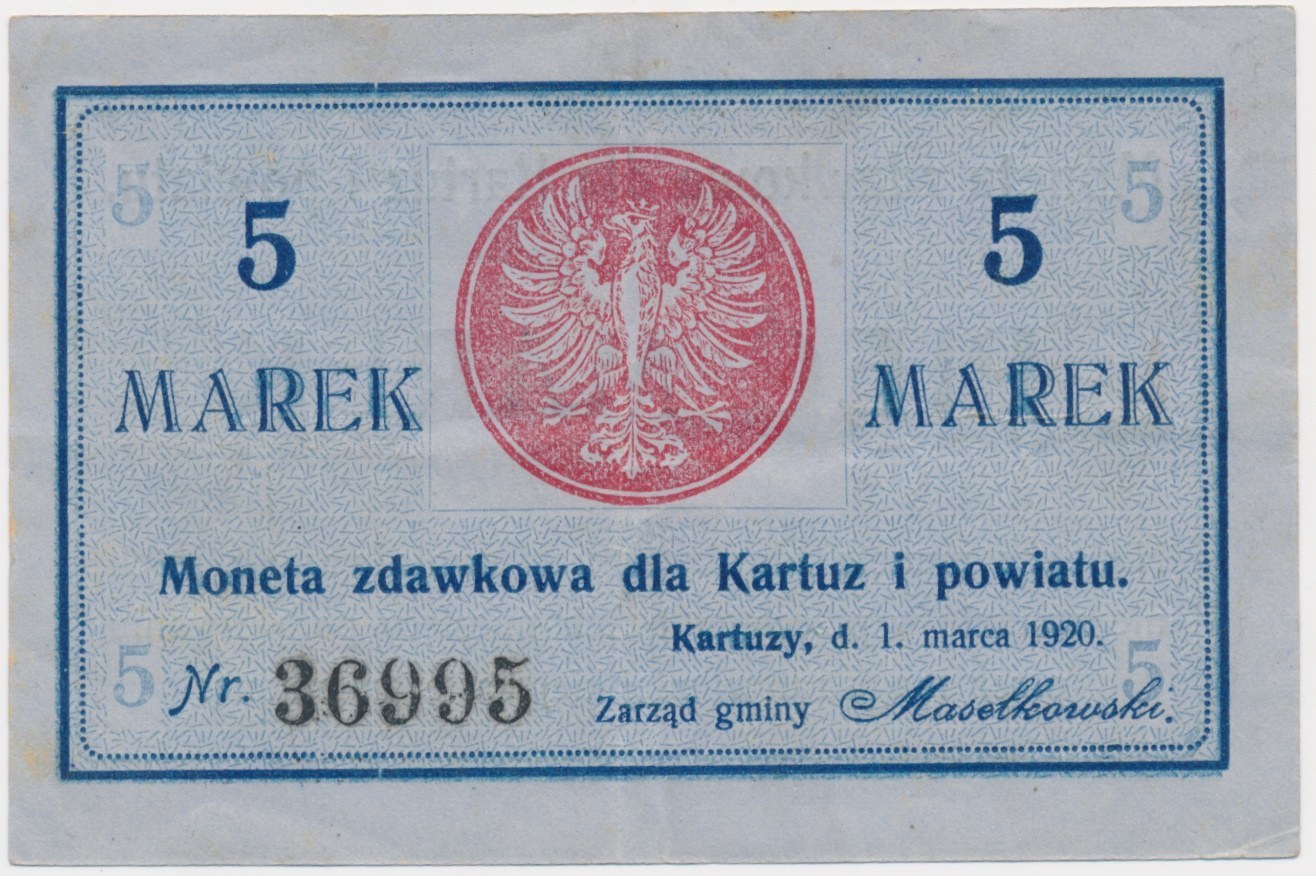 5 5
5 5
MAREK MAREK
Moneta zdawkowa dla Kartuz i powiatu.
Kartuzy, d. 1. marca 1920.
5 Nr. 36995 5
Zarząd gminy Masełkowski.